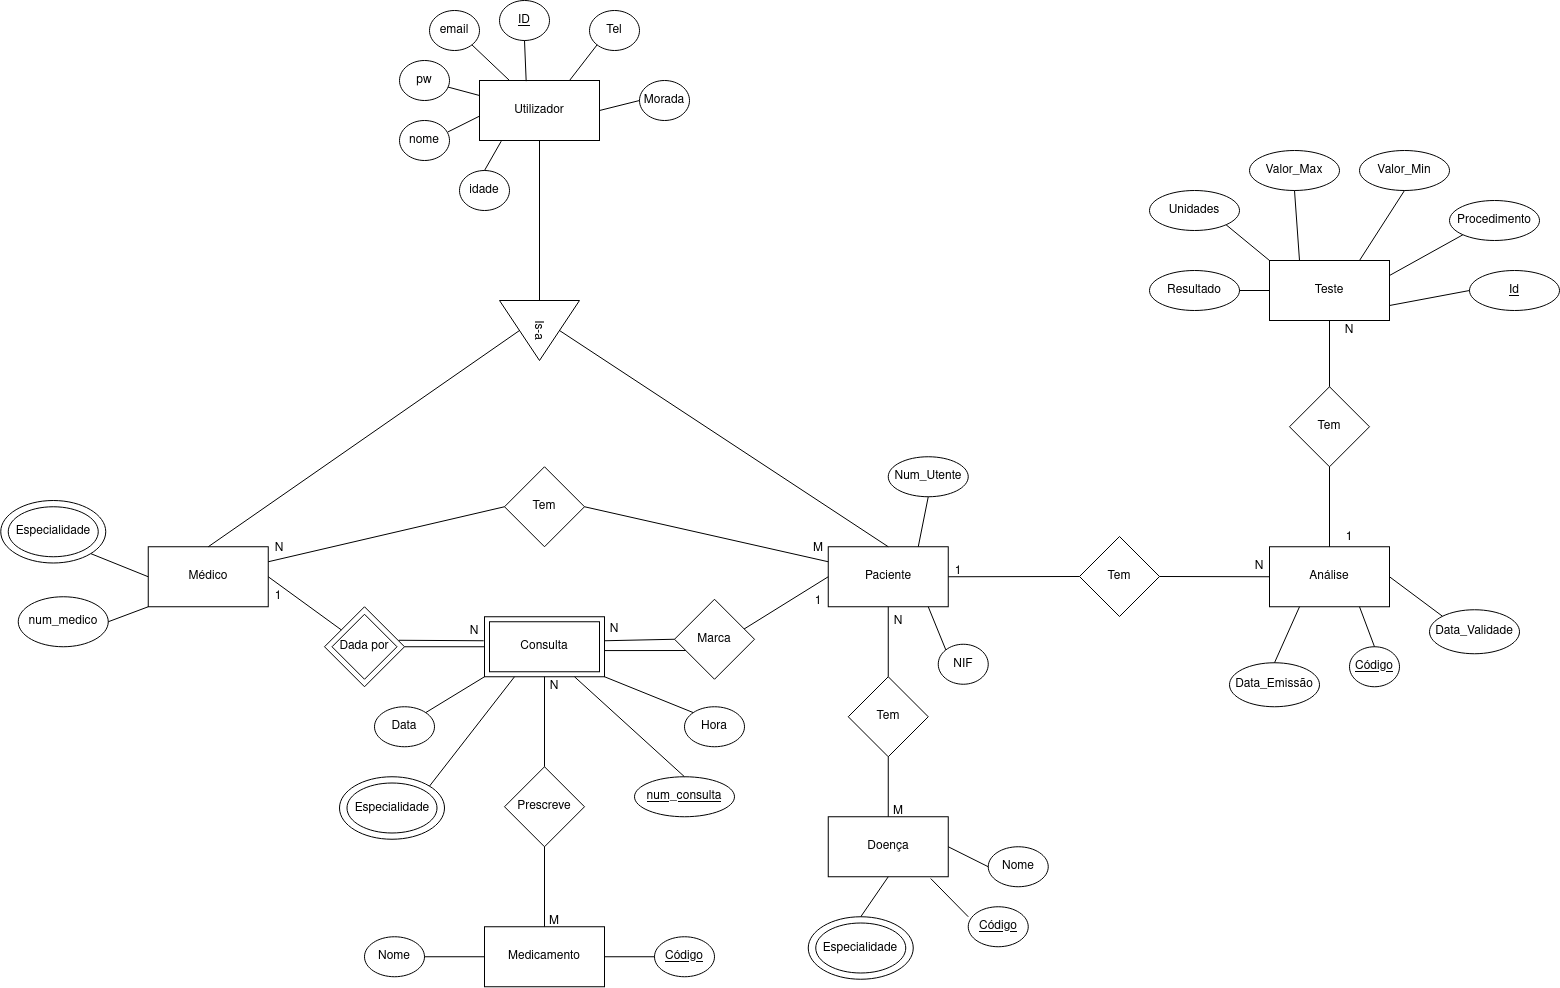 ID
email
Tel
pw
Morada
Utilizador
nome
idade
Valor_Max
Valor_Min
Unidades
Procedimento
Resultado
Teste
Id
N
Is-a
Tem
Num_Utente
Tem
Especialidade
1
N
M
N
Médico
Paciente
1
Tem
Análise
1
1
num_medico
N
N
N
Data_Validade
Dada por
Consulta
Marca
NIF
Código
Data_Emissão
N
Data
Hora
Tem
Especialidade
Prescreve
num_consulta
M
Doença
Nome
M
Código
Especialidade
Nome
Medicamento
Código